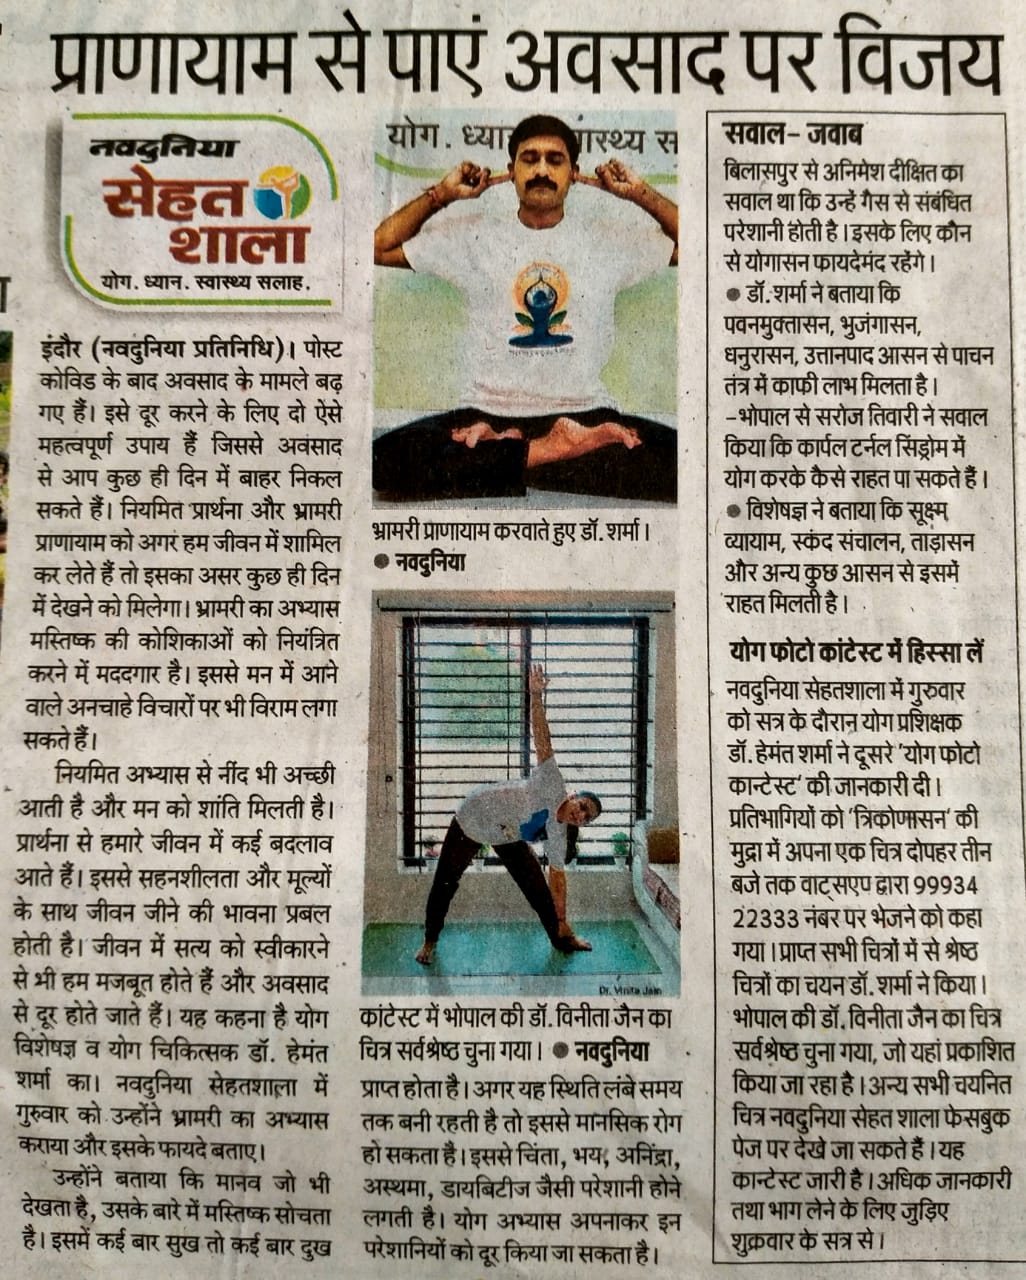 प्राणायाम से पाएं अवसाद पर विजय
नवदुनिया
सेहत
शाला
योग. ध्यान. स्वास्थ्य सलाह.
इंदौर (नवदुनिया प्रतिनिधि)। पोस्ट
कोविड के बाद अवसाद के मामले बढ़
गए हैं। इसे दूर करने के लिए दो ऐसे
महत्वपूर्ण उपाय हैं जिससे अवसाद
से आप कुछ ही दिन में बाहर निकल
सकते हैं। नियमित प्रार्थना और भ्रामरी
प्राणायाम को अगर हम जीवन में शामिल
कर लेते हैं तो इसका असर कुछ ही दिन
में देखने को मिलेगा। भ्रामरी का अभ्यास
मस्तिष्क की कोशिकाओं को नियंत्रित
करने में मददगार है। इससे मन में आने
वाले अनचाहे विचारों पर भी विराम लगा
सकते हैं।
नियमित अभ्यास से नींद भी अच्छी
आती है और मन को शांति मिलती है।
प्रार्थना से हमारे जीवन में कई बदलाव
आते हैं। इससे सहनशीलता और मूल्यों
के साथ जीवन जीने की भावना प्रबल
होती है। जीवन में सत्य को स्वीकारने
से भी हम मजबूत होते हैं और अवसाद
से दूर होते जाते हैं। यह कहना है योग
विशेषज्ञ व योग चिकित्सक डॉ. हेमंत
शर्मा का। नवदुनिया सेहतशाला में
गुरुवार को उन्होंने भ्रामरी का अभ्यास
कराया और इसके फायदे बताए।
उन्होंने बताया कि मानव जो भी
देखता है, उसके बारे में मस्तिष्क सोचता
है। इसमें कई बार सुख तो कई बार दुख
योग. ध्या
ास्थ्य स
भ्रामरी प्राणायाम करवाते हुए डॉ. शर्मा।
● नवदुनिया
Dr. Vinita Jain
कांटेस्ट में भोपाल की डॉ. विनीता जैन का
चित्र सर्वश्रेष्ठ चुना गया। ● नवदुनिया
प्राप्त होता है। अगर यह स्थिति लंबे समय
तक बनी रहती है तो इससे मानसिक रोग
हो सकता है। इससे चिंता, भय, अनिंद्रा,
अस्थमा, डायबिटीज जैसी परेशानी होने
लगती है। योग अभ्यास अपनाकर इन
परेशानियों को दूर किया जा सकता है।
सवाल- जवाब
बिलासपुर से अनिमेश दीक्षित का
सवाल था कि उन्हें गैस से संबंधित
परेशानी होती है। इसके लिए कौन
से योगासन फायदेमंद रहेंगे।
● डॉ. शर्मा ने बताया कि
पवनमुक्तासन, भुजंगासन,
धनुरासन, उत्तानपाद आसन से पाचन
तंत्र में काफी लाभ मिलता है।
-भोपाल से सरोज तिवारी ने सवाल
किया कि कार्पल टर्नल सिंड्रोम में
योग करके कैसे राहत पा सकते हैं।
● विशेषज्ञ ने बताया कि सूक्ष्म
व्यायाम, स्कंद संचालन, ताड़ासन
और अन्य कुछ आसन से इसमें
राहत मिलती है।
योग फोटो कांटेस्ट में हिस्सा लें
नवदुनिया सेहतशाला में गुरुवार
को सत्र के दौरान योग प्रशिक्षक
डॉ. हेमंत शर्मा ने दूसरे 'योग फोटो
कान्टेस्ट' की जानकारी दी।
प्रतिभागियों को 'त्रिकोणासन' की
मुद्रा में अपना एक चित्र दोपहर तीन
बजे तक वाट्सएप द्वारा 99934
22333 नंबर पर भेजने को कहा
गया। प्राप्त सभी चित्रों में से श्रेष्ठ
चित्रों का चयन डॉ. शर्मा ने किया।
भोपाल की डॉ. विनीता जैन का चित्र
सर्वश्रेष्ठ चुना गया, जो यहां प्रकाशित
किया जा रहा है। अन्य सभी चयनित
चित्र नवदुनिया सेहत शाला फेसबुक
पेज पर देखे जा सकते हैं। यह
कान्टेस्ट जारी है। अधिक जानकारी
तथा भाग लेने के लिए जुड़िए
शुक्रवार के सत्र से।